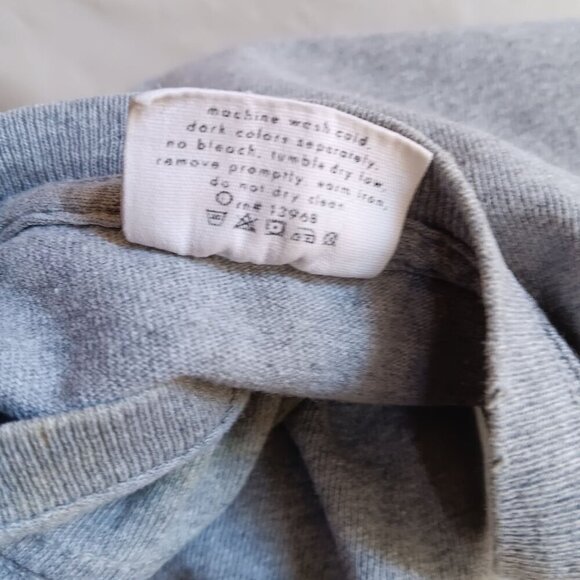 machine wash cold.
dark colors separately.
no bleach. tumble dry low.
remove promptly. warm iron.
do not dry clean
rn# 13968